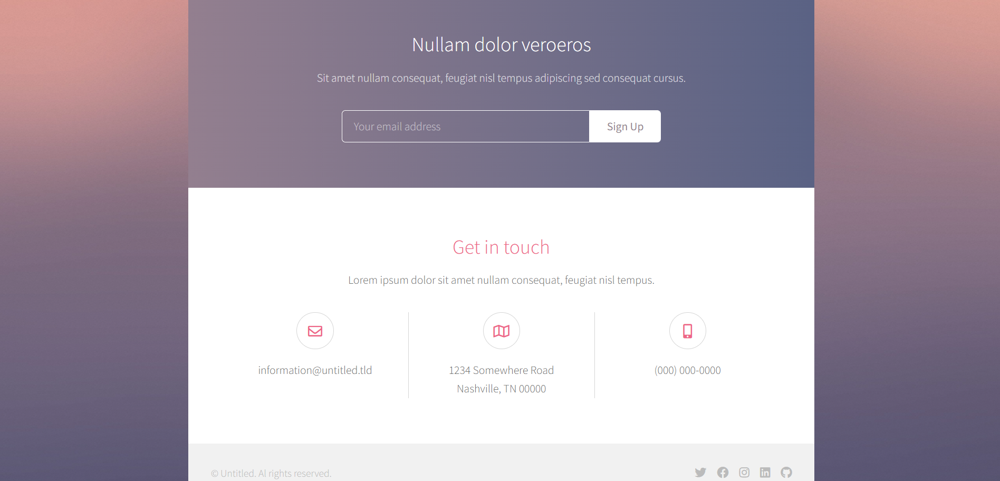 Nullam dolor veroeros
Sit amet nullam consequat, feugiat nisl tempus adipiscing sed consequat cursus.
Your email address
Sign Up
Get in touch
Lorem ipsum dolor sit amet nullam consequat, feugiat nisl tempus.
information@untitled.tld
1234 Somewhere Road
Nashville, TN 00000
(000) 000-0000
© Untitled. Al rights reserved.